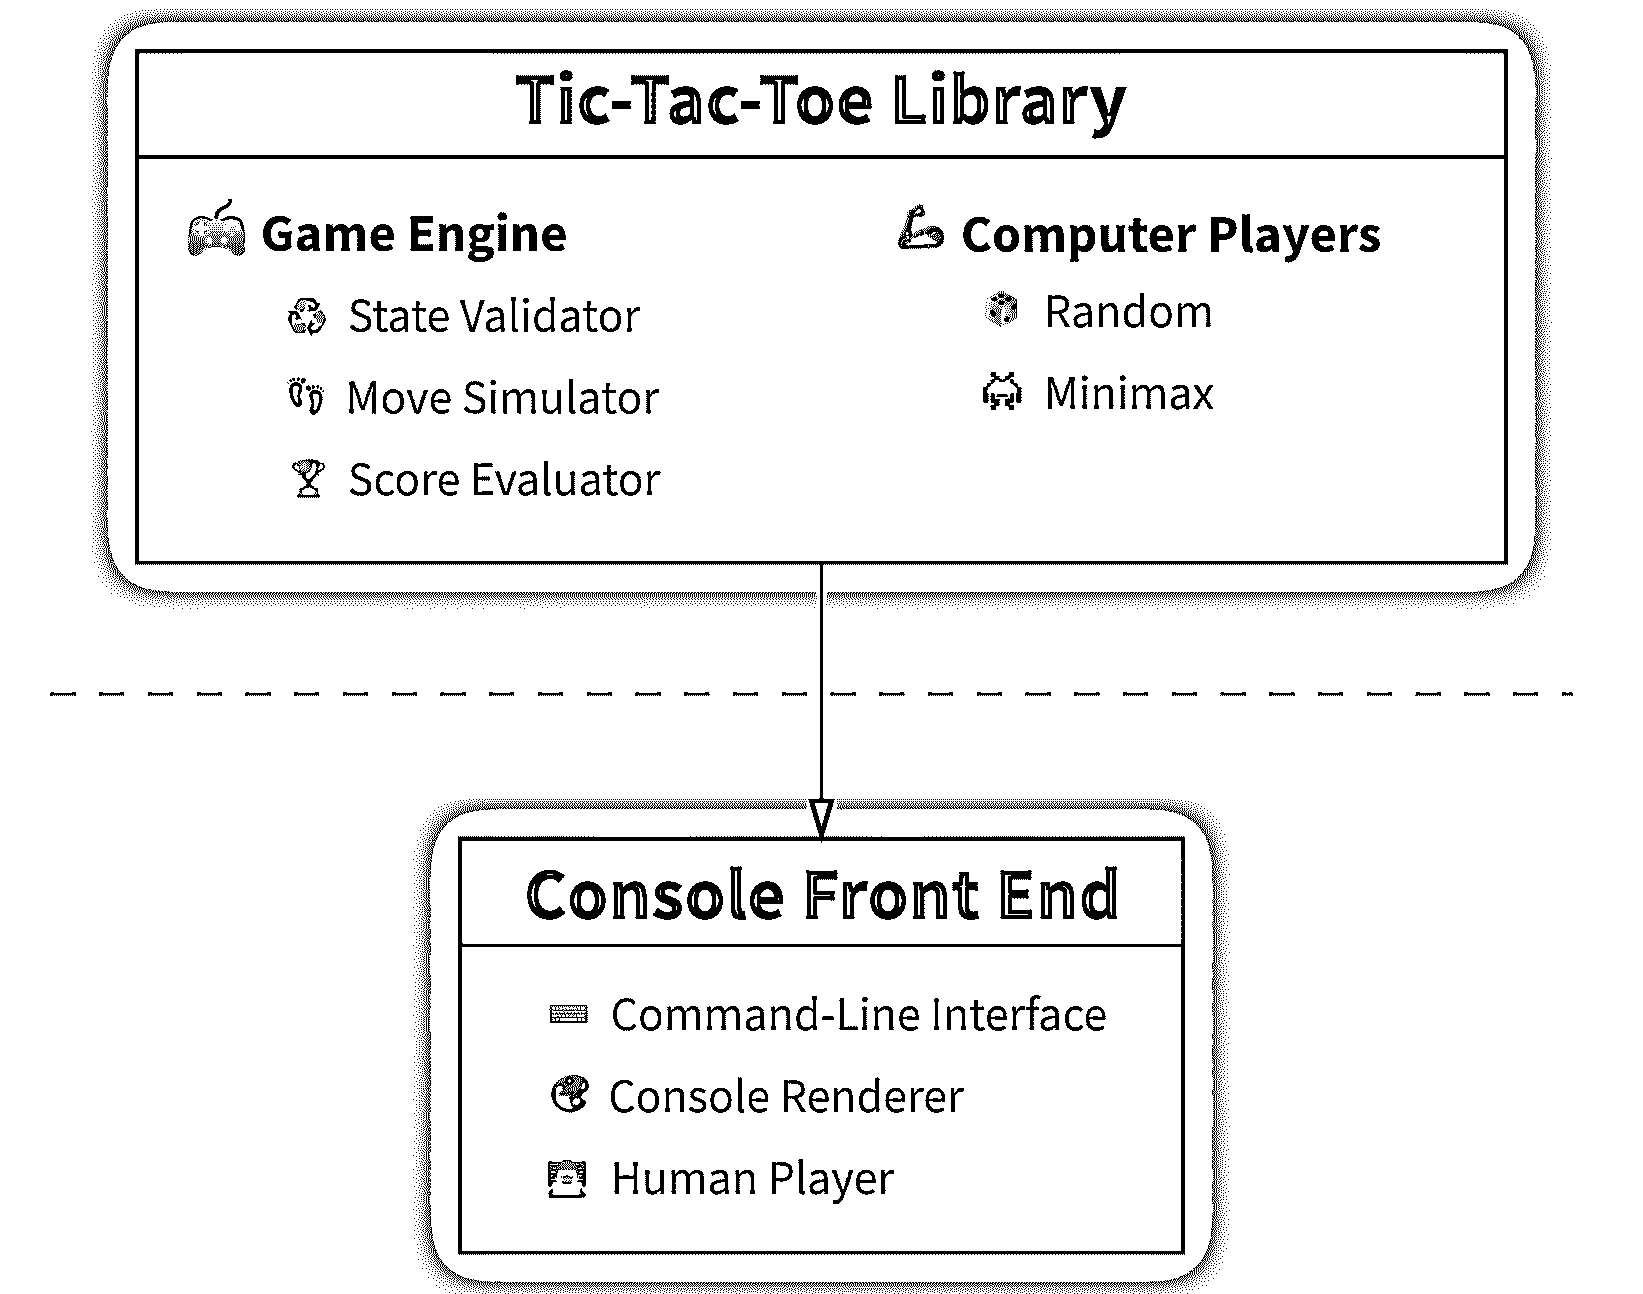 Tic-Tac-Toe Library
Game Engine
State Validator
Move Simulator
Score Evaluator
Computer Players
Random
Minimax
Console Front End
Command-Line Interface
Console Renderer
Human Player